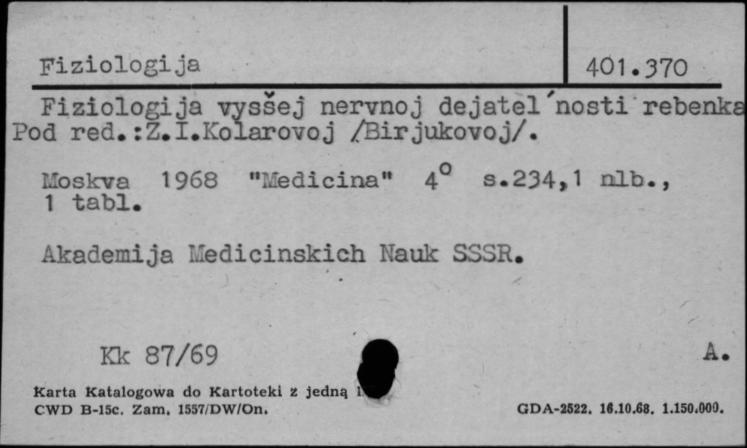 Fiziologija 401.370
Fiziologija vysšej nervnoj dejatel'nosti rebenka
Pod red.:Z.I.Kolarovoj /Birjukovoj/.
Moskva 1968 "Medicina" 4° s.234,1 nlb.,
1 tabl.
Akademija Medicinskich Nauk SSSR.
Kk 87/69 A.
Karta Katalogowa do Kartoteki z jedną
CWD B-15c. Zam. 1557/DW/On. GDA-2522. 16.10.68. 1.150.000.